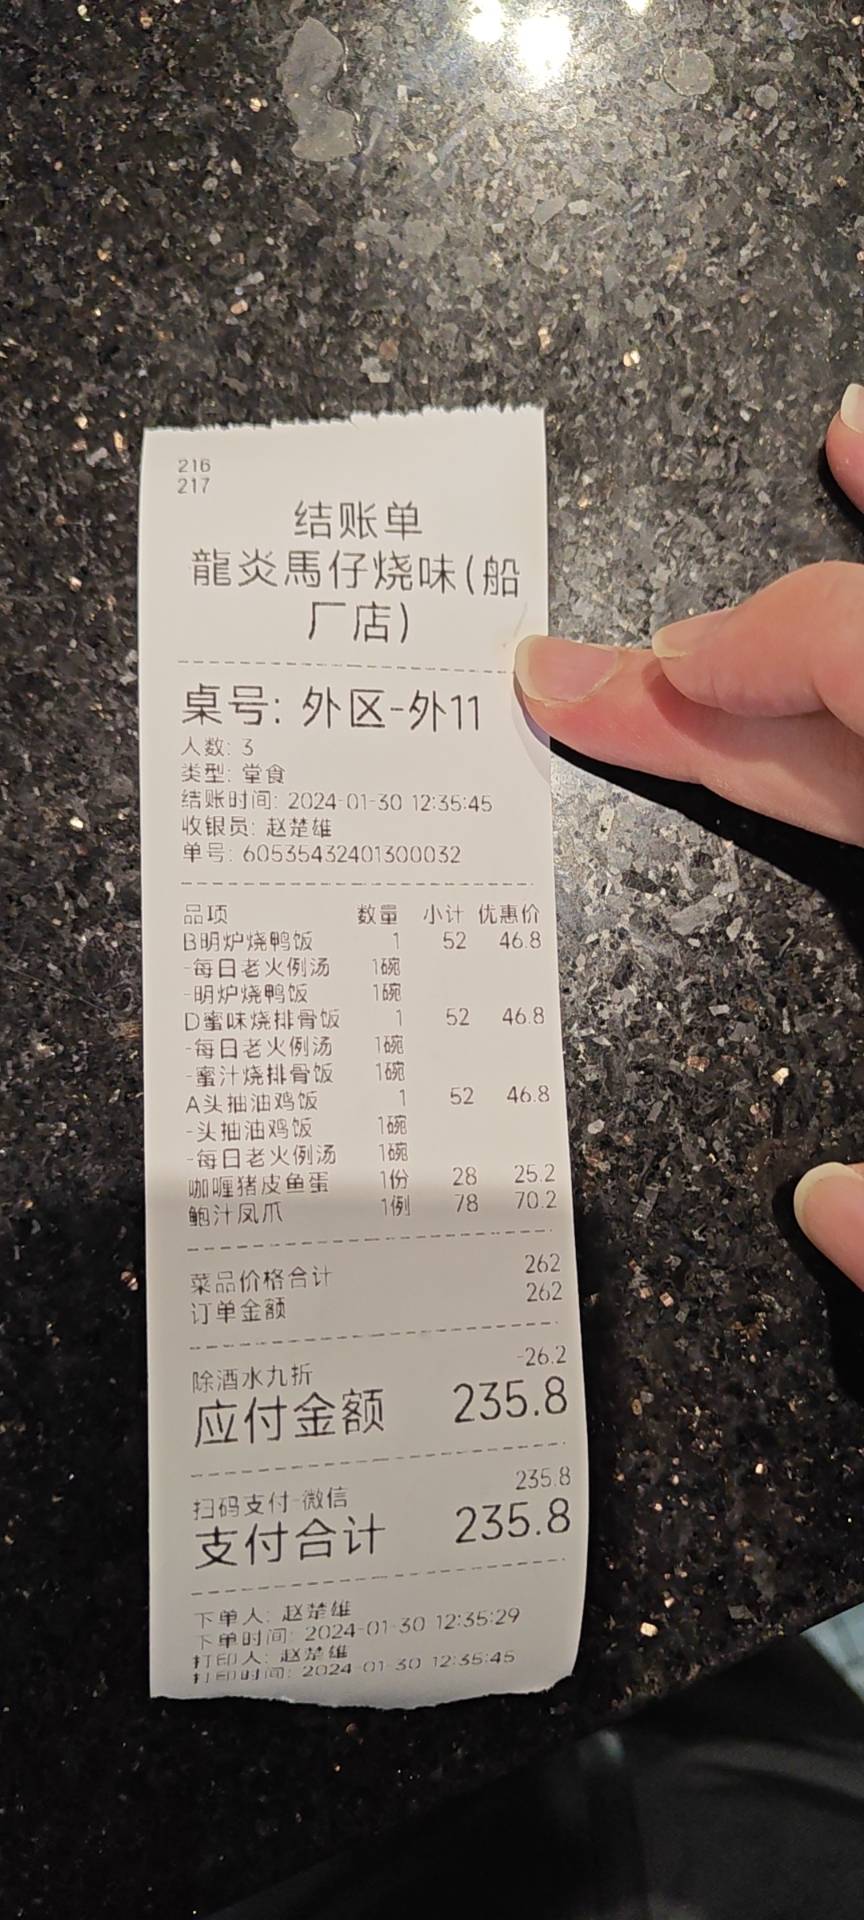 216
217
结账单
龍炎馬仔烧味(船
厂店)
桌号: 外区-外11
人数: 3
类型: 堂食
结账时间: 2024-01-30 12:35:45
收银员: 赵楚雄
单号: 60535432401300032
品项 数量 小计 优惠价
B明炉烧鸭饭 1 52 46.8
-每日老火例汤 1碗
-明炉烧鸭饭 1碗
D蜜味烧排骨饭 1 52 46.8
-每日老火例汤 1碗
-蜜汁烧排骨饭 1碗
A头抽油鸡饭 1 52 46.8
-头抽油鸡饭 1碗
-每日老火例汤 1碗
咖喱猪皮鱼蛋 1份 28 25.2
鲍汁凤爪 1例 78 70.2
菜品价格合计 262
订单金额 262
除酒水九折 -26.2
应付金额 235.8
扫码支付-微信 235.8
支付合计 235.8
下单人: 赵楚雄
下单时间: 2024-01-30 12:35:29
打印人: 赵楚雄
打印时间: 2024-01-30 12:35:45